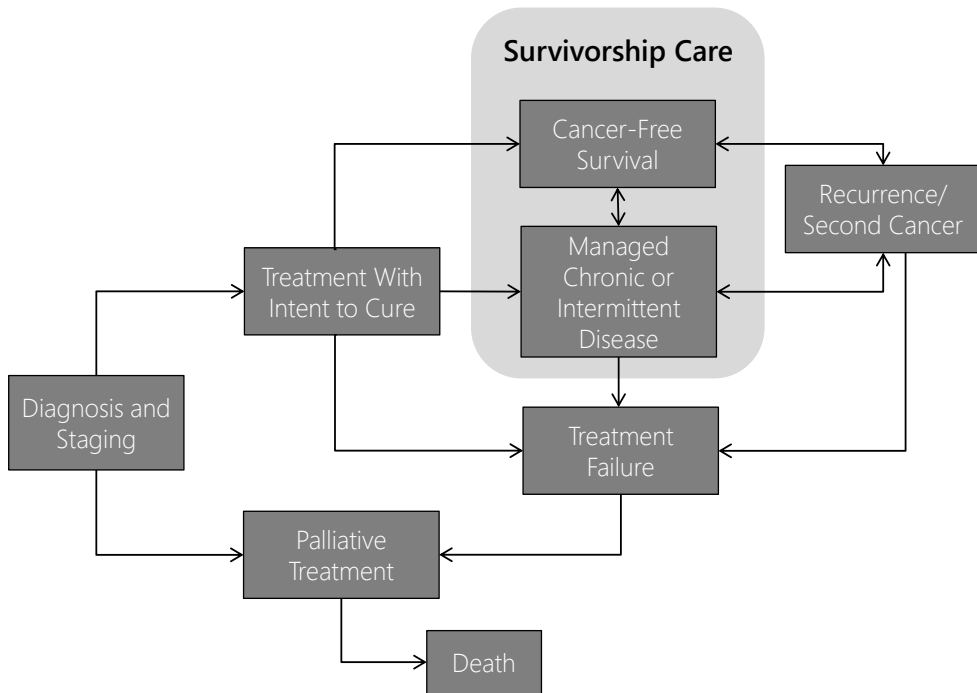 Survivorship Care
Cancer-Free
Survival
Recurrence/
Second Cancer
Treatment With
Intent to Cure
Managed
Chronic or
Intermittent
Disease
Diagnosis and
Staging
Treatment
Failure
Palliative
Treatment
Death